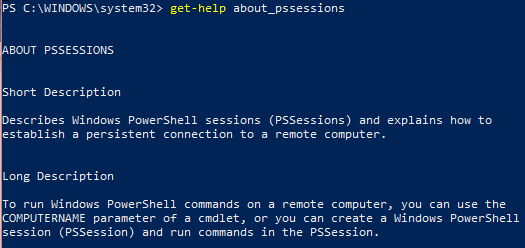 PS C:\WINDOWS\system32> get-help about_pssessions
ABOUT PSSESSIONS
Short Description
Describes Windows PowerShell sessions (PSSessions) and explains how to
establish a persistent connection to a remote computer.
Long Description
To run Windows PowerShell commands on a remote computer, you can use the
COMPUTERNAME parameter of a cmdlet, or you can create a Windows PowerShell
session (PSSession) and run commands in the PSSession.